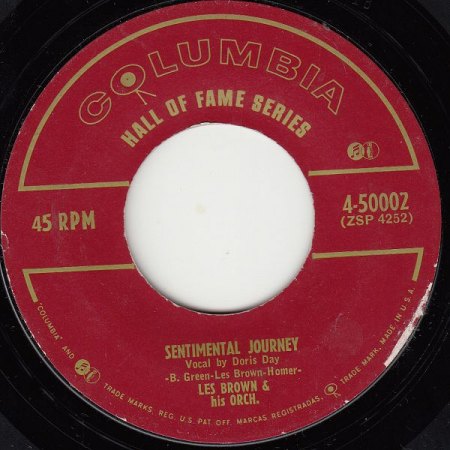 COLUMBIA
HALL OF FAME SERIES
45 RPM
4-50002
(ZSP 4252)
SENTIMENTAL JOURNEY
Vocal by Doris Day
-B. Green-Les Brown-Homer-
LES BROWN &
his ORCH.
"COLUMBIA" AND TRADE MARKS, REG. U.S. PAT. OFF. MARCAS REGISTRADAS. TRADE MARK, MADE IN U.S.A.